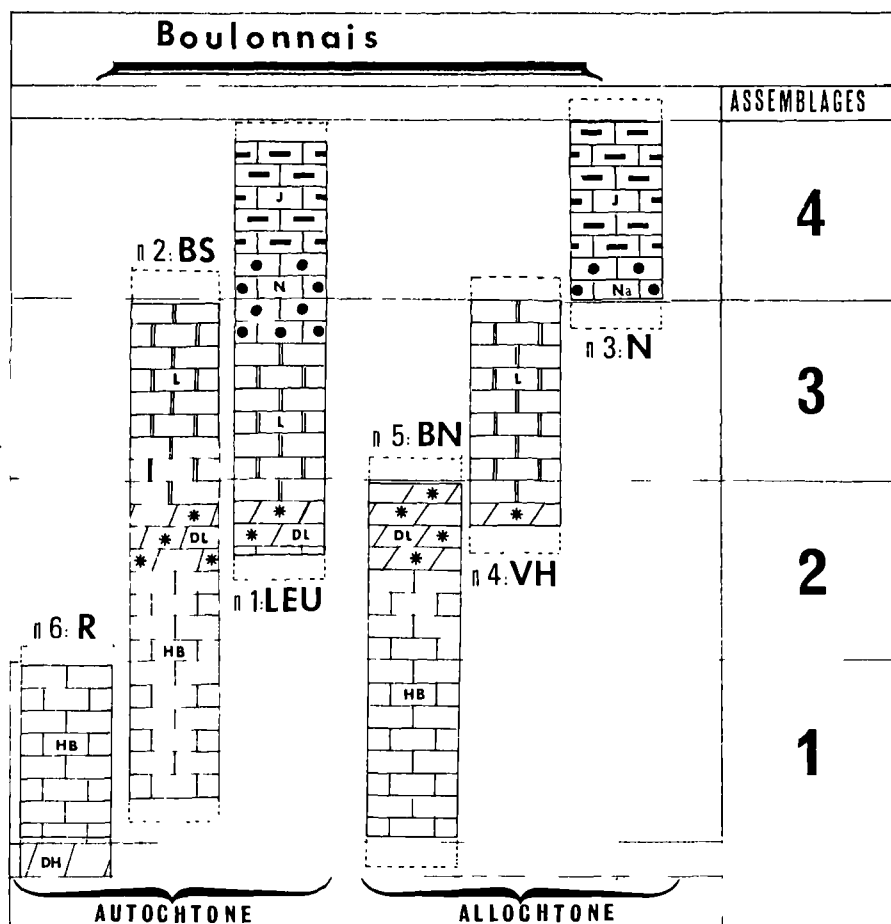 Boulonnais
ASSEMBLAGES
J
4
n 2: BS
N
Na
n 3: N
L
L
L
3
n 5: BN
DL
DL
DL
n 1: LEU
n 4: VH
2
n 6: R
HB
HB
HB
1
DH
AUTOCHTONE
ALLOCHTONE
J